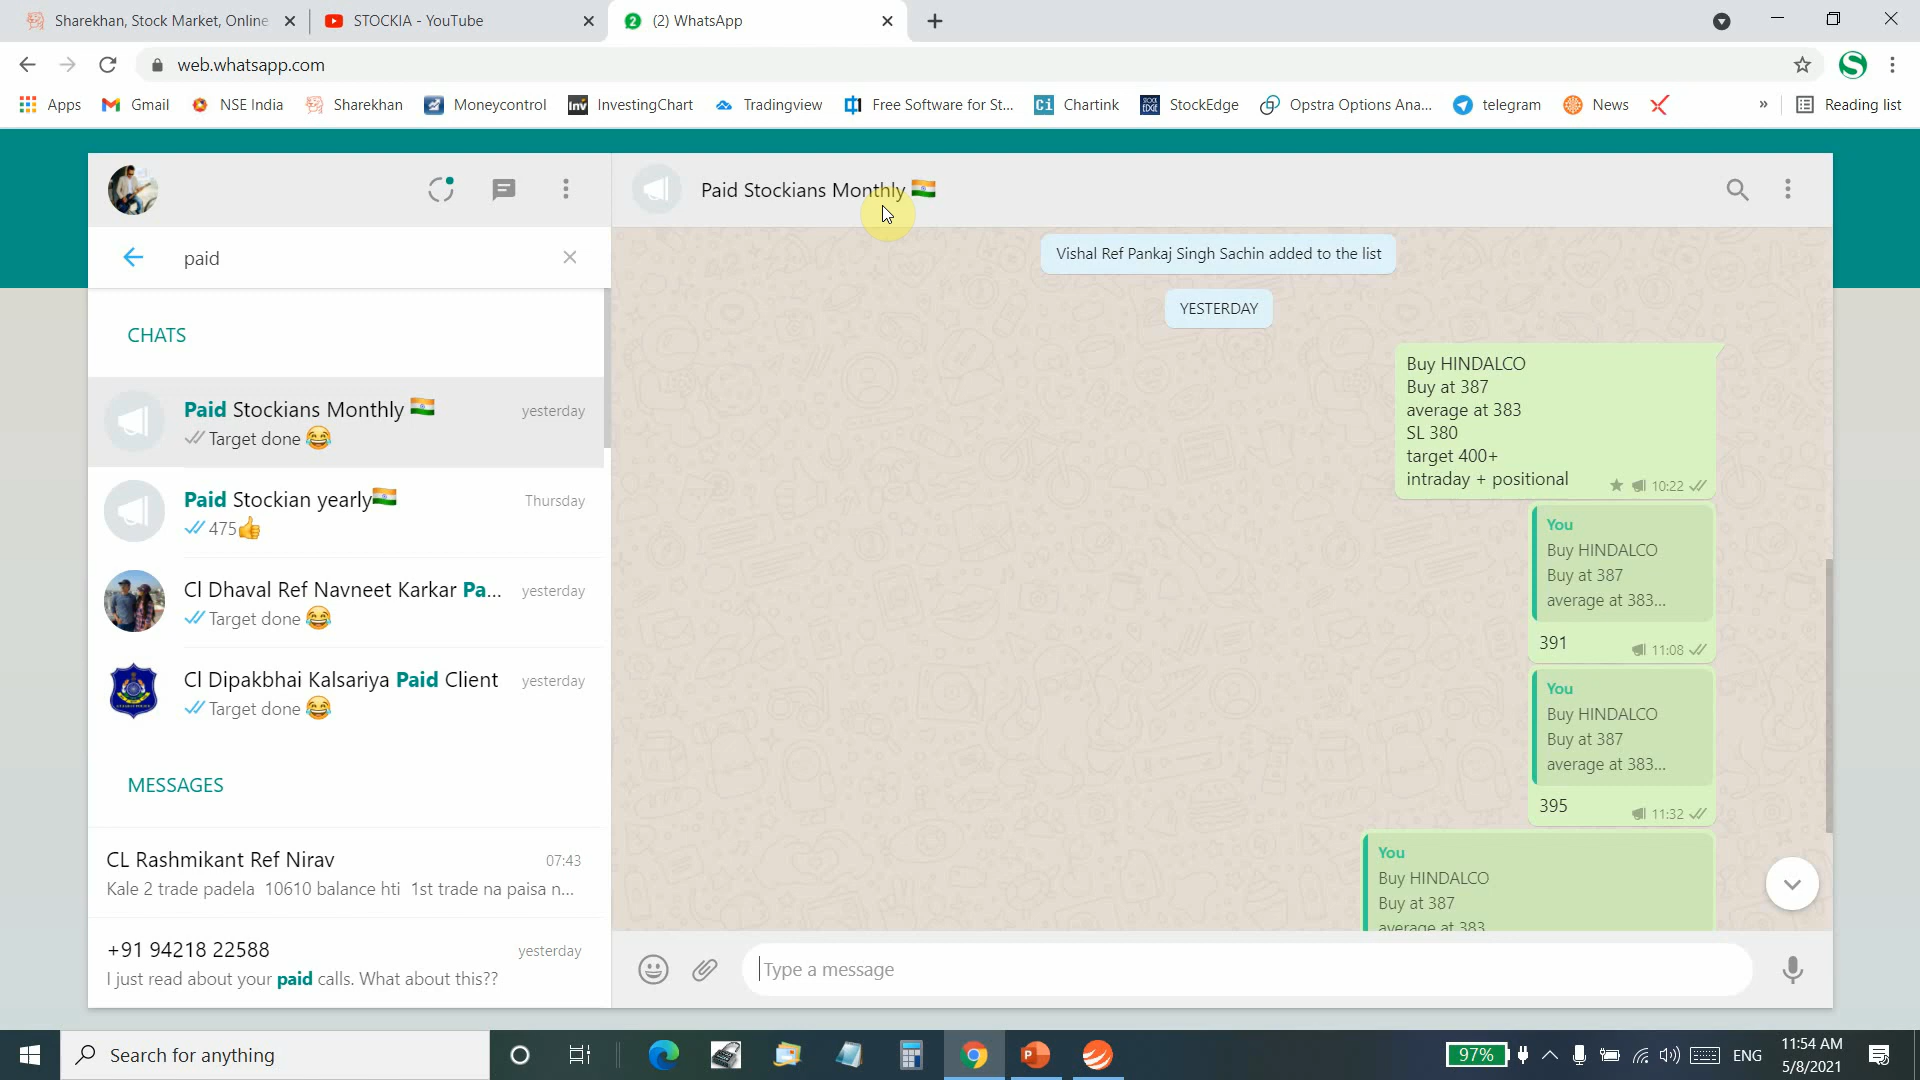 Sharekhan, Stock Market, Online
STOCKIA - YouTube
(2) WhatsApp
web.whatsapp.com
Apps
Gmail
NSE India
Sharekhan
Moneycontrol
InvestingChart
Tradingview
Free Software for St...
Chartink
StockEdge
Opstra Options Ana...
telegram
News
»
Reading list
paid
CHATS
Paid Stockians Monthly 🇮🇳
yesterday
Target done 😂
Paid Stockian yearly🇮🇳
Thursday
475👍
Cl Dhaval Ref Navneet Karkar Pa...
yesterday
Target done 😂
Cl Dipakbhai Kalsariya Paid Client
yesterday
Target done 😂
MESSAGES
CL Rashmikant Ref Nirav
07:43
Kale 2 trade padela 10610 balance hti 1st trade na paisa n...
+91 94218 22588
yesterday
I just read about your paid calls. What about this??
Paid Stockians Monthly 🇮🇳
Vishal Ref Pankaj Singh Sachin added to the list
YESTERDAY
Buy HINDALCO
Buy at 387
average at 383
SL 380
target 400+
intraday + positional
10:22
You
Buy HINDALCO
Buy at 387
average at 383...
391
11:08
You
Buy HINDALCO
Buy at 387
average at 383...
395
11:32
You
Buy HINDALCO
Buy at 387
average at 383
Type a message
Search for anything
97%
ENG
11:54 AM
5/8/2021